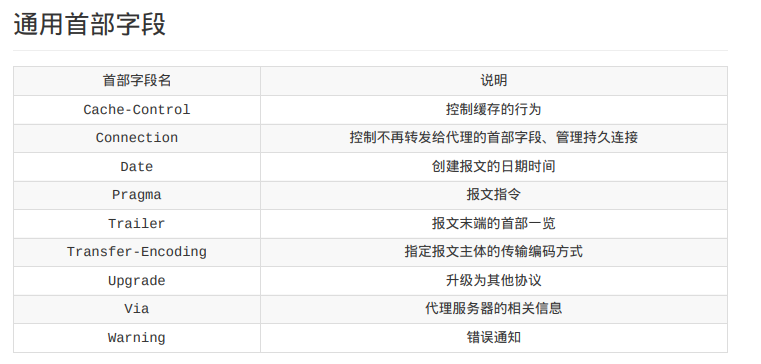 通用首部字段
首部字段名 说明
Cache-Control 控制缓存的行为
Connection 控制不再转发给代理的首部字段、管理持久连接
Date 创建报文的日期时间
Pragma 报文指令
Trailer 报文末端的首部一览
Transfer-Encoding 指定报文主体的传输编码方式
Upgrade 升级为其他协议
Via 代理服务器的相关信息
Warning 错误通知